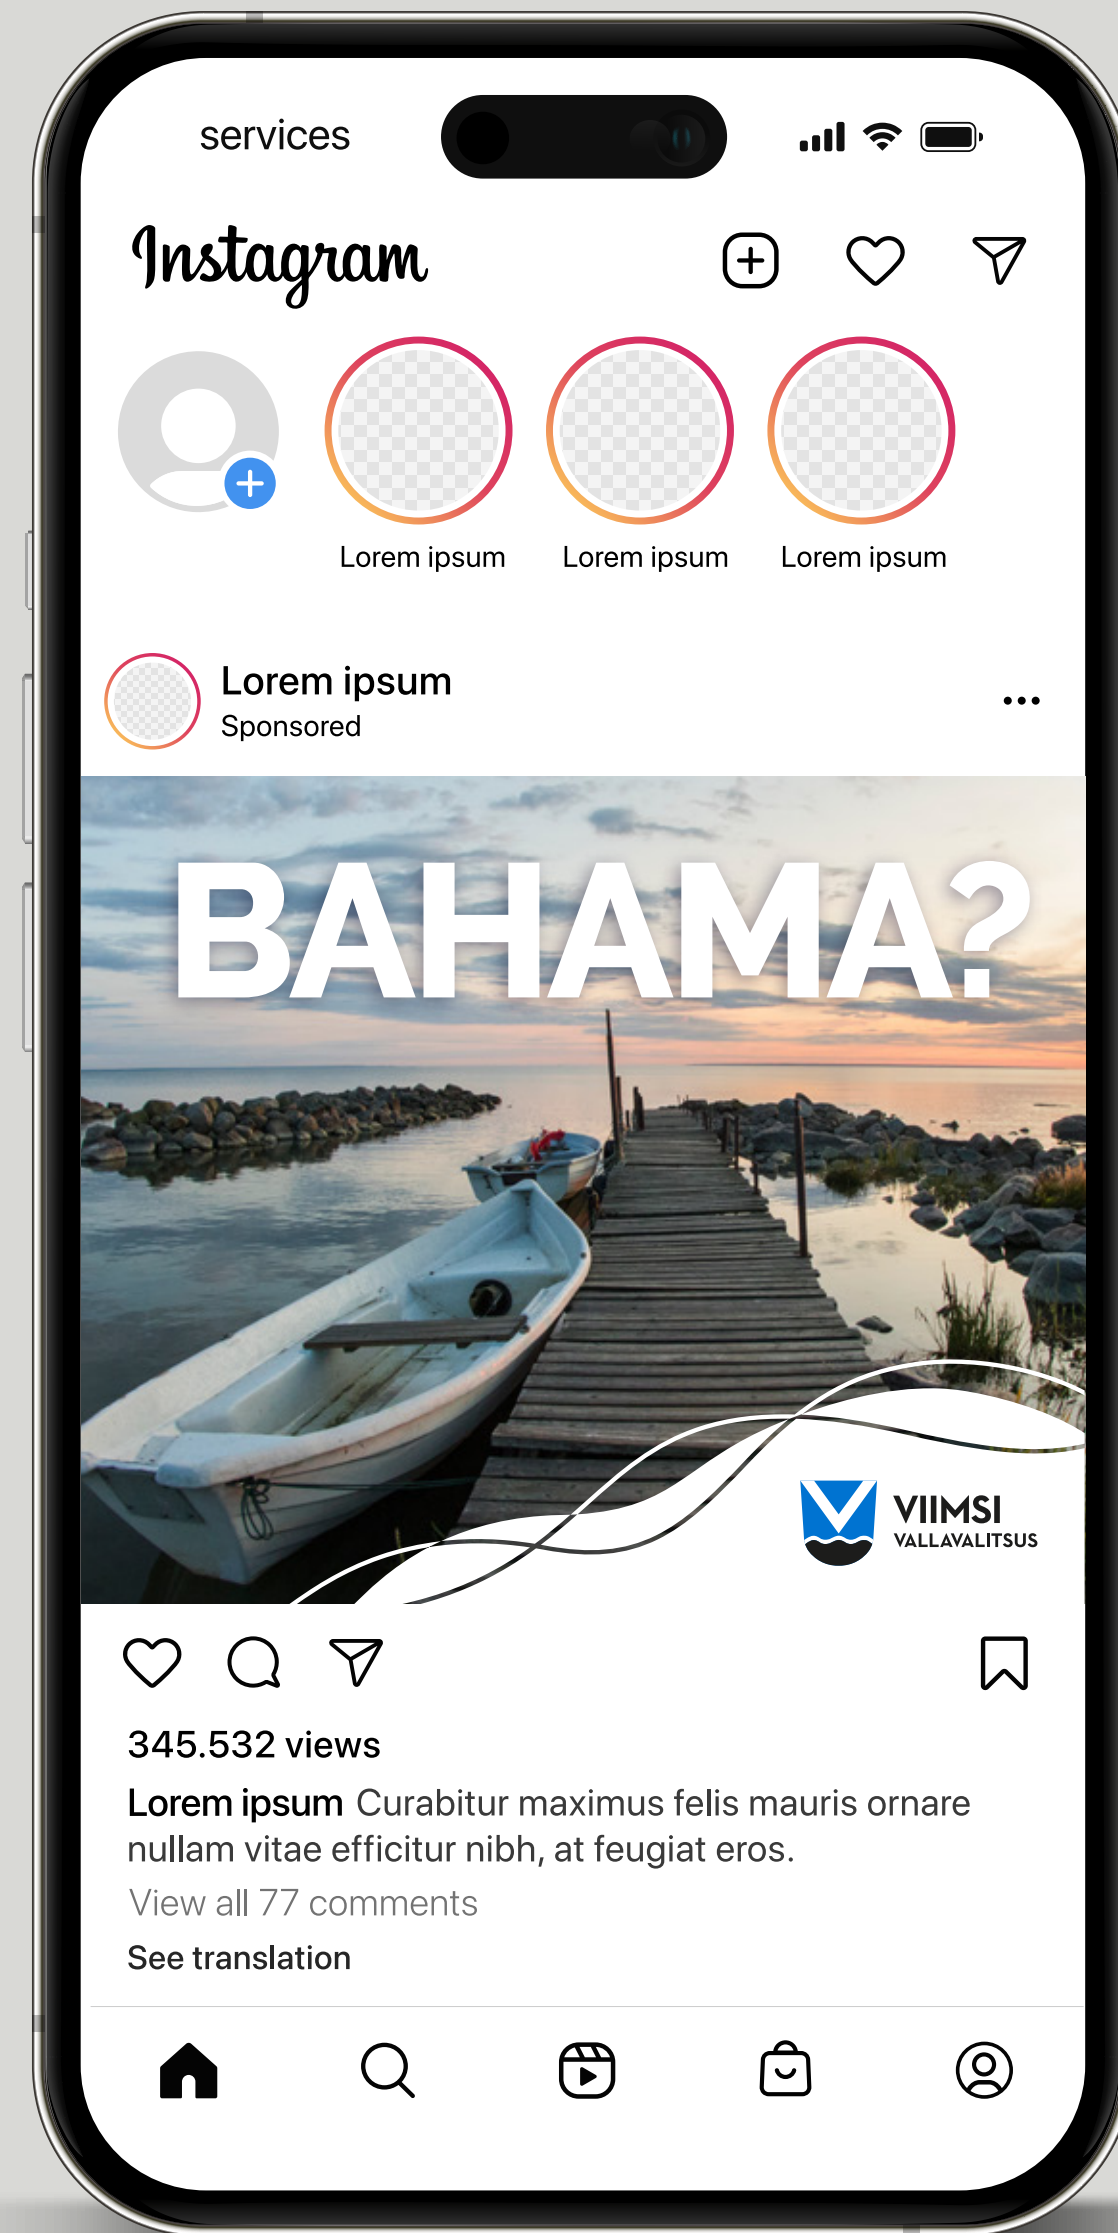 services
Instagram
Lorem ipsum
Lorem ipsum
Lorem ipsum
Lorem ipsum
Sponsored
BAHAMA?
VIIMSI
VALLAVALITSUS
345.532 views
Lorem ipsum Curabitur maximus felis mauris ornare
nullam vitae efficitur nibh, at feugiat eros.
View all 77 comments
See translation